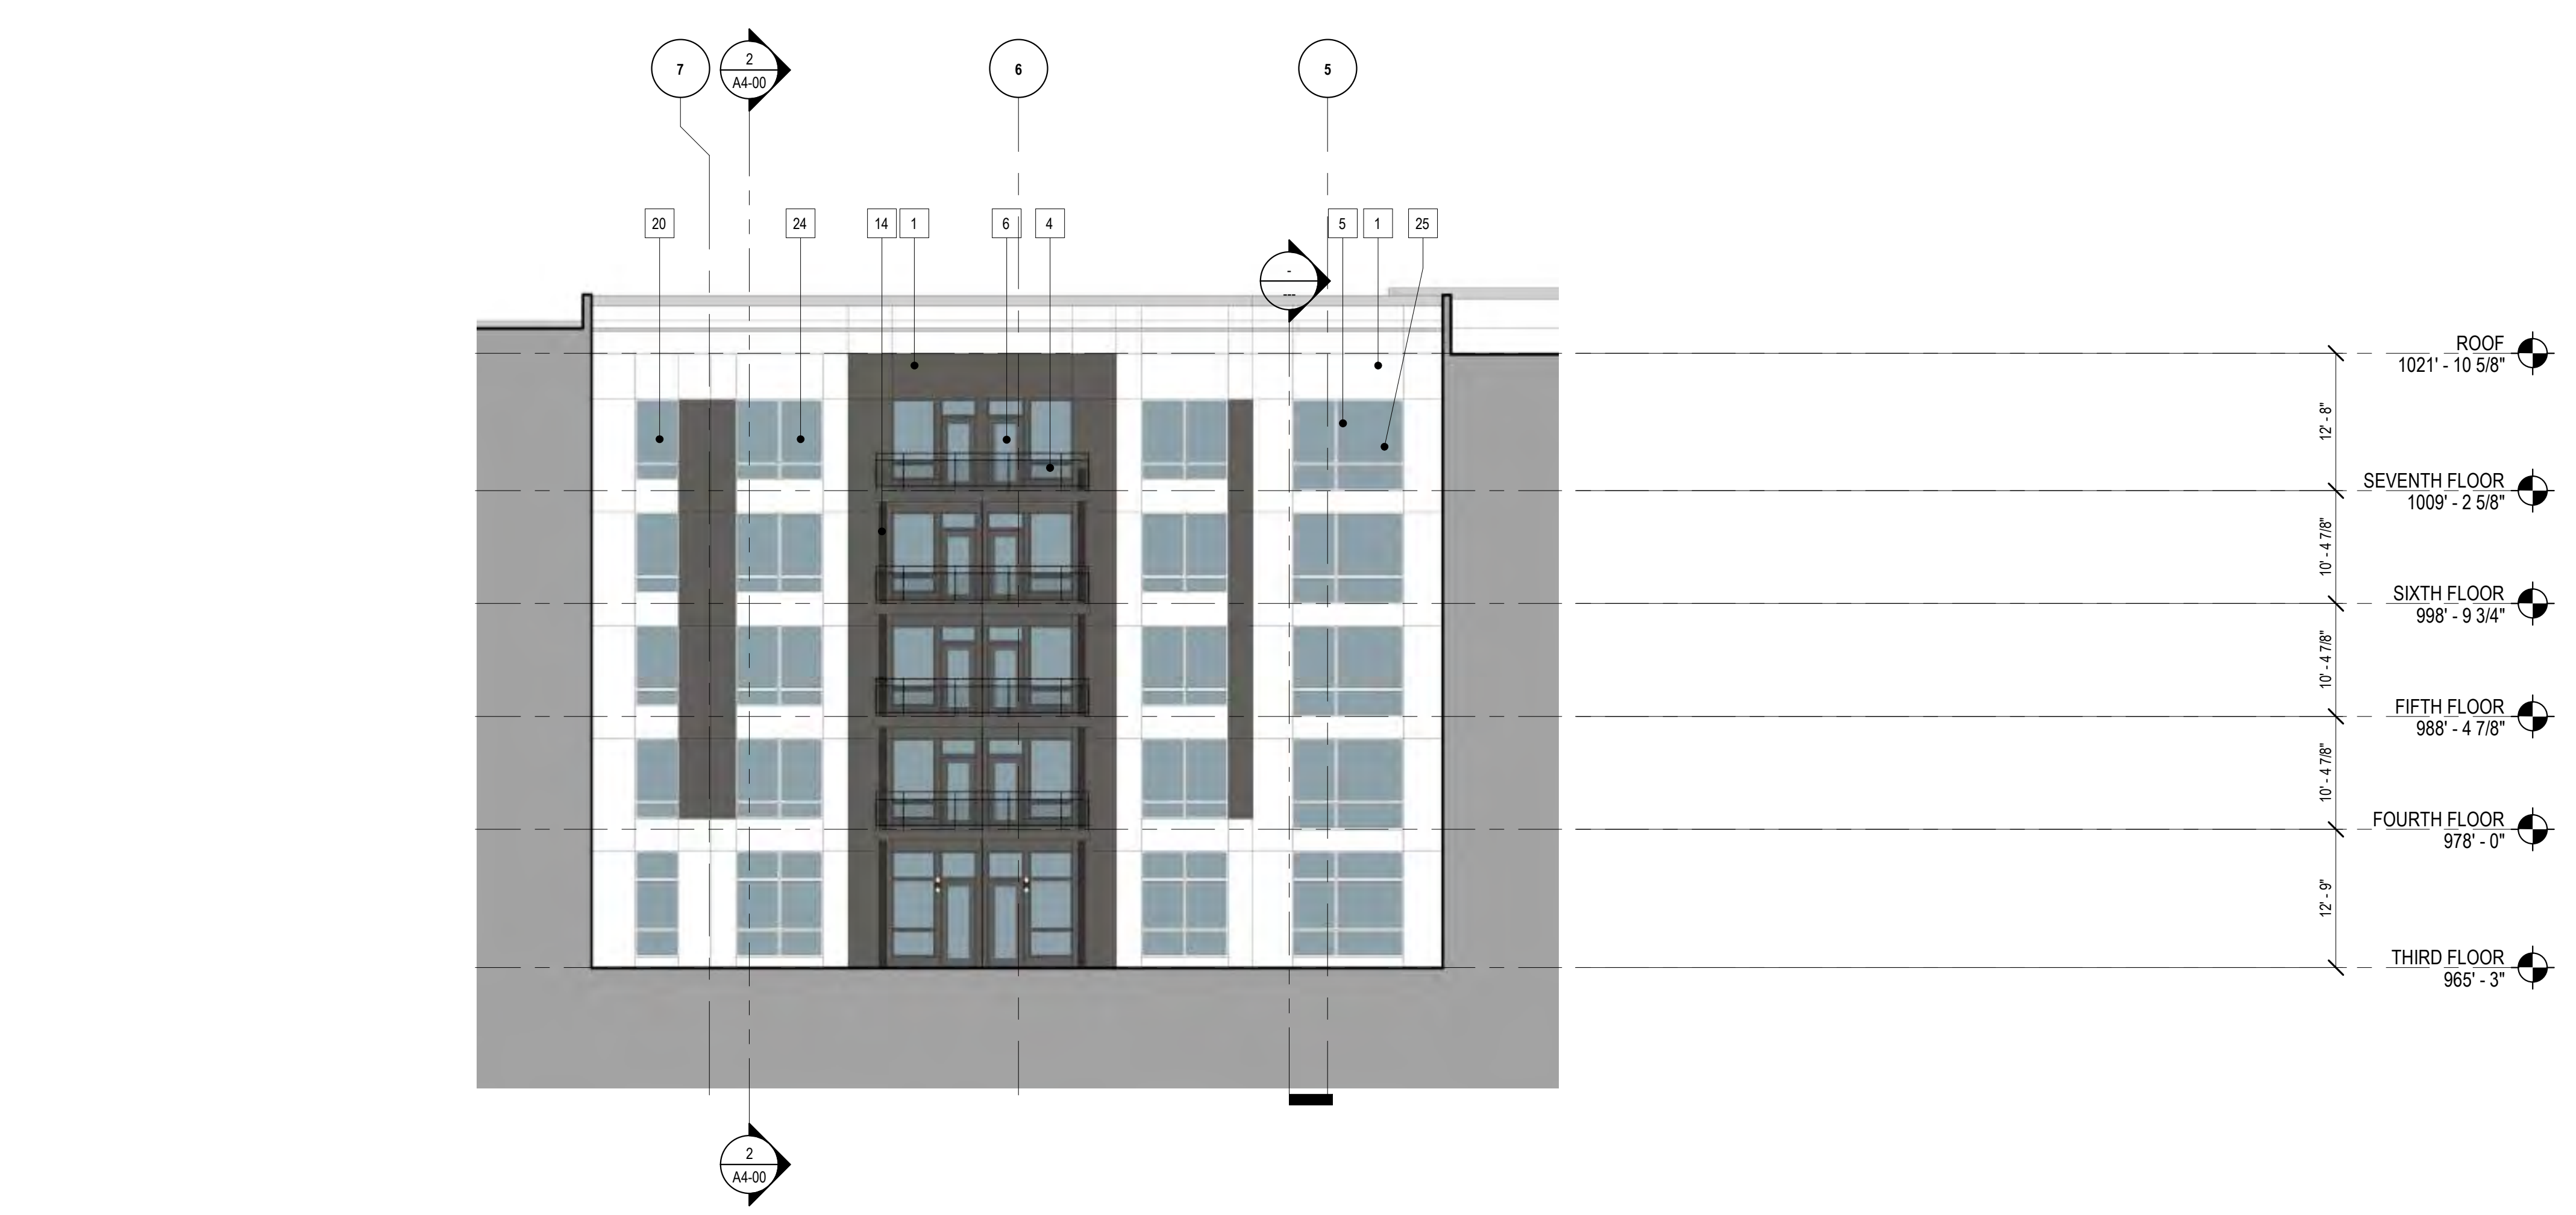 7
2
A4-00
6
5
20
24
14
1
6
4
5
1
25
-
---
ROOF
1021' - 10 5/8"
12' - 8"
SEVENTH FLOOR
1009' - 2 5/8"
10' - 4 7/8"
SIXTH FLOOR
998' - 9 3/4"
10' - 4 7/8"
FIFTH FLOOR
988' - 4 7/8"
10' - 4 7/8"
FOURTH FLOOR
978' - 0"
12' - 9"
THIRD FLOOR
965' - 3"
2
A4-00